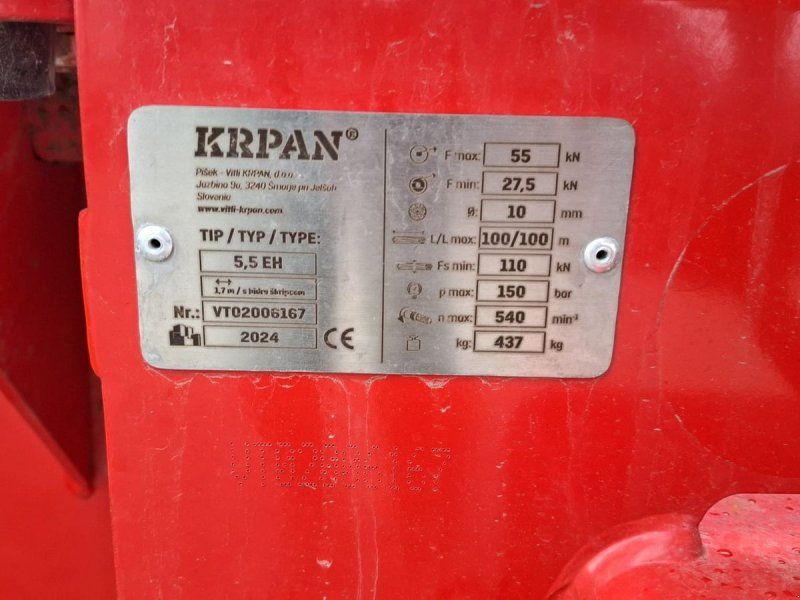 KRPAN®
Pišek - Vitli KRPAN, d.o.o.
Jazbina 9a, 3240 Šmarje pri Jelšah
Slovenia
www.vitli-krpan.com
TIP / TYP / TYPE:
5,5 EH
1,7 m / s hidro škripcem
Nr.: VT02006167
2024 CE
F max: 55 kN
F min: 27,5 kN
Ø: 10 mm
L/L max: 100/100 m
Fs min: 110 kN
p max: 150 bar
n max: 540 min⁻¹
kg: 437 kg